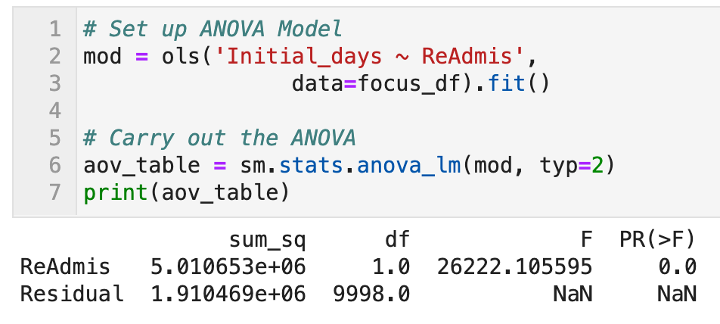 1 # Set up ANOVA Model
2 mod = ols('Initial_days ~ ReAdmis',
3 data=focus_df).fit()
4
5 # Carry out the ANOVA
6 aov_table = sm.stats.anova_lm(mod, typ=2)
7 print(aov_table)
sum_sq df F PR(>F)
ReAdmis 5.010653e+06 1.0 26222.105595 0.0
Residual 1.910469e+06 9998.0 NaN NaN